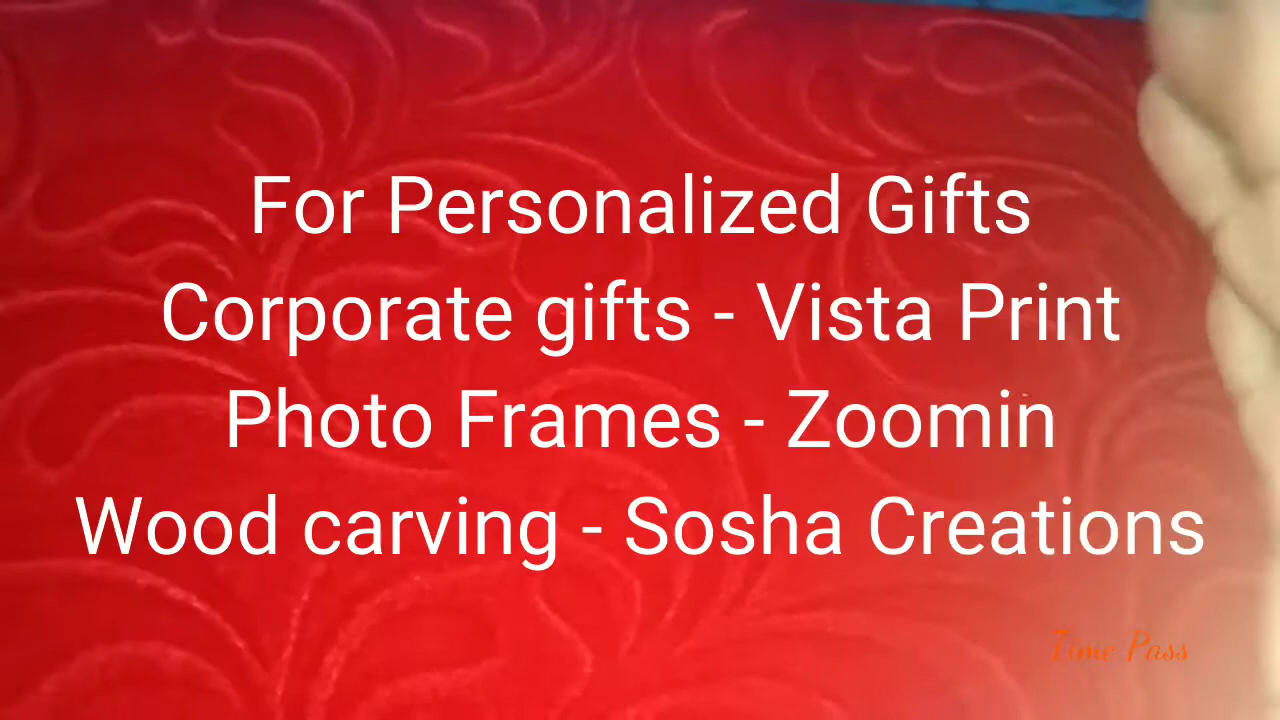 For Personalized Gifts
Corporate gifts - Vista Print
Photo Frames - Zoomin
Wood carving - Sosha Creations
Time Pass